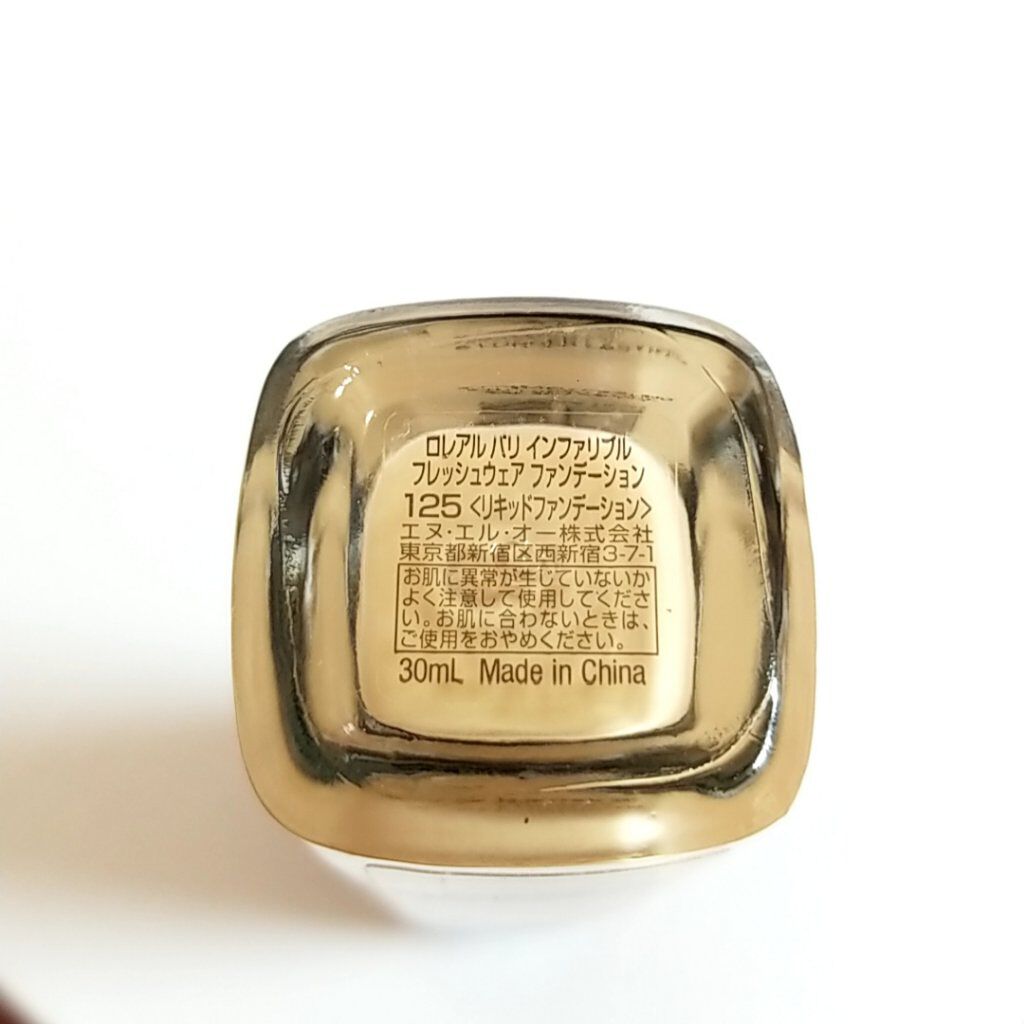 ロレアル パリ インファリブル
フレッシュウェア ファンデーション
125 <リキッドファンデーション>
エヌ・エル・オー株式会社
東京都新宿区西新宿3-7-1
お肌に異常が生じていないか
よく注意して使用してくださ
い。お肌に合わないときは、
ご使用をおやめください。
30mL Made in China